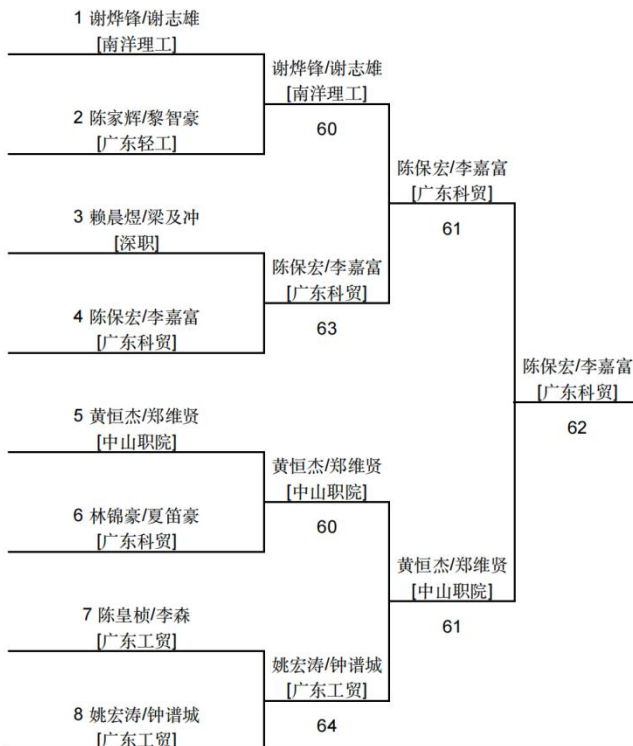 1 谢烨锋/谢志雄
[南洋理工]
谢烨锋/谢志雄
[南洋理工]
2 陈家辉/黎智豪
[广东轻工]
60
陈保宏/李嘉富
[广东科贸]
61
3 赖晨煜/梁及冲
[深职]
陈保宏/李嘉富
[广东科贸]
4 陈保宏/李嘉富
[广东科贸]
63
陈保宏/李嘉富
[广东科贸]
62
5 黄恒杰/郑维贤
[中山职院]
黄恒杰/郑维贤
[中山职院]
6 林锦豪/夏笛豪
[广东科贸]
60
黄恒杰/郑维贤
[中山职院]
61
7 陈皇桢/李森
[广东工贸]
姚宏涛/钟谱城
[广东工贸]
8 姚宏涛/钟谱城
[广东工贸]
64